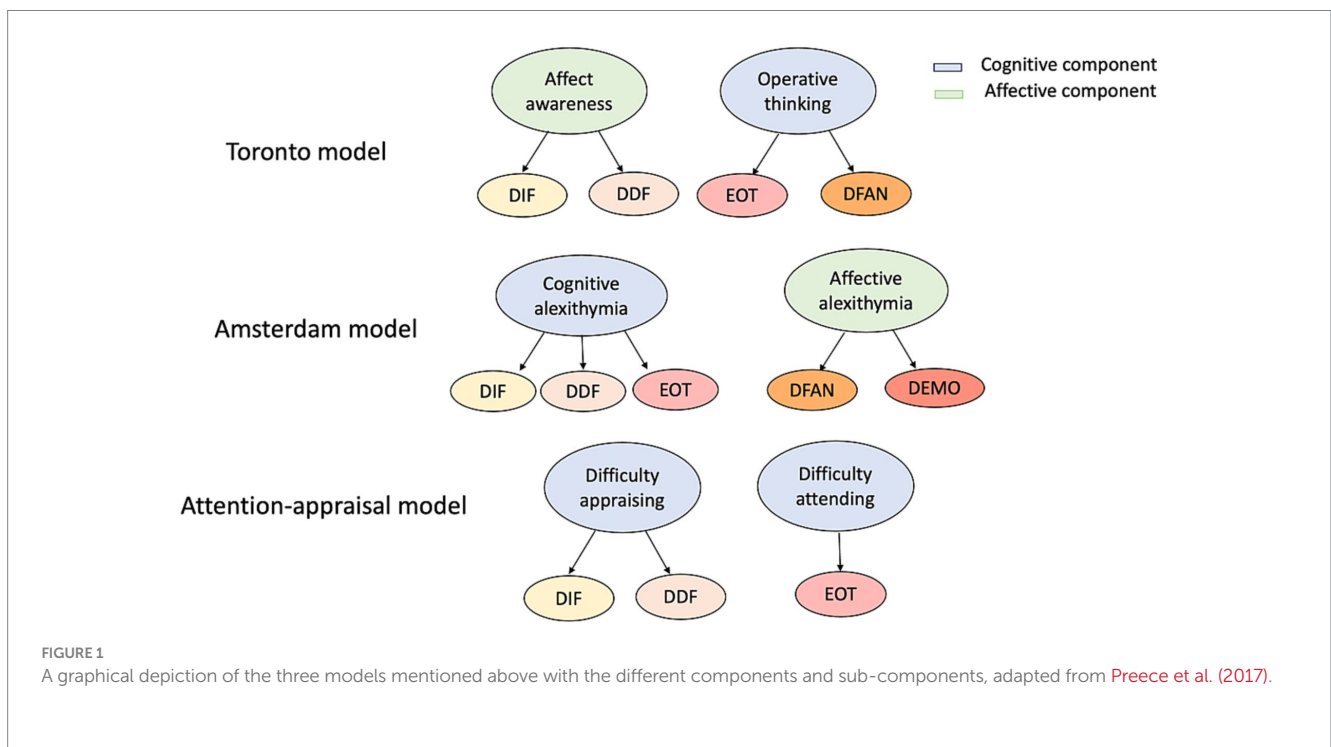 Affect
awareness
Operative
thinking
Cognitive component
Affective component
Toronto model
DIF
DDF
EOT
DFAN
Cognitive
alexithymia
Affective
alexithymia
Amsterdam model
DIF
DDF
EOT
DFAN
DEMO
Difficulty
appraising
Difficulty
attending
Attention-appraisal model
DIF
DDF
EOT
FIGURE 1
A graphical depiction of the three models mentioned above with the different components and sub-components, adapted from Preece et al. (2017).